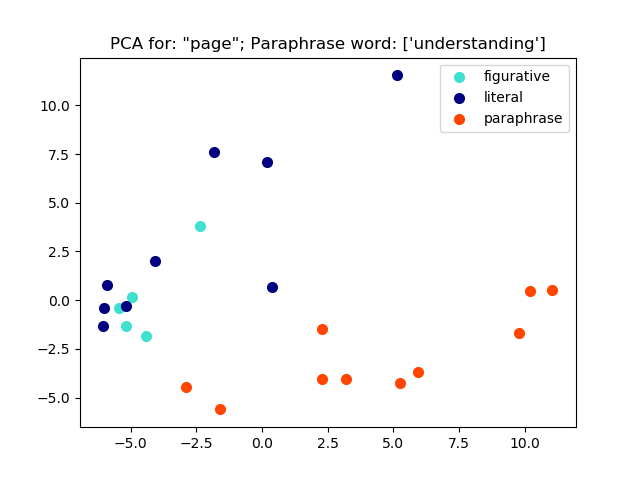 PCA for: "page"; Paraphrase word: ['understanding']
figurative
literal
paraphrase
10.0
7.5
5.0
2.5
0.0
−2.5
−5.0
−5.0 −2.5 0.0 2.5 5.0 7.5 10.0